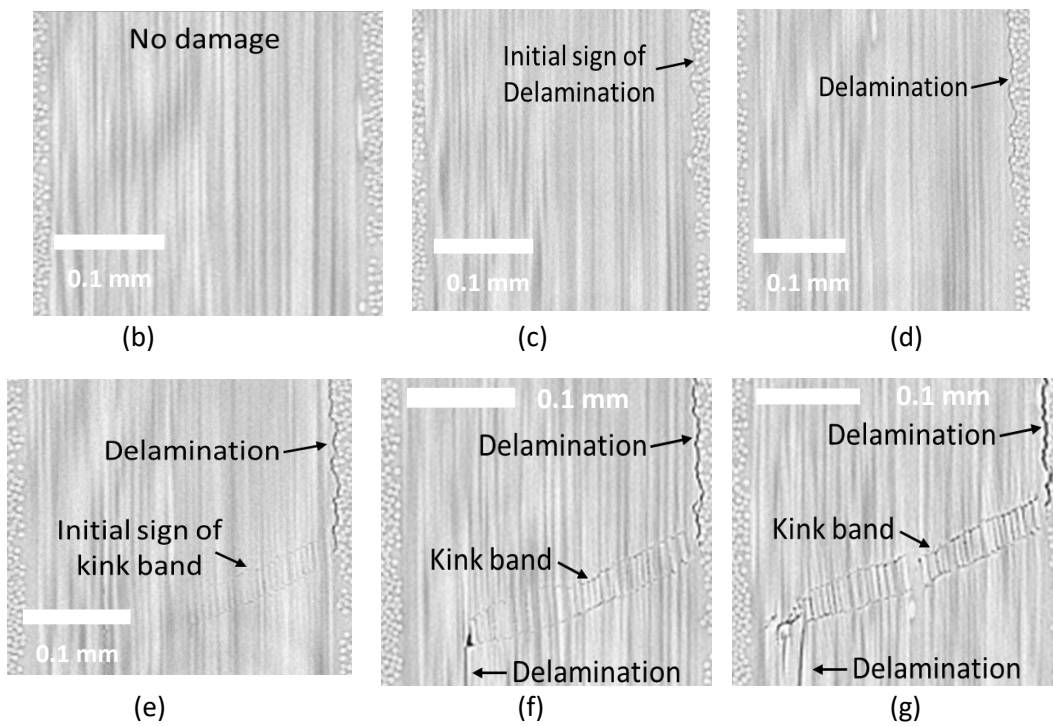 No damage
0.1 mm
(b)
Initial sign of
Delamination
0.1 mm
(c)
Delamination
0.1 mm
(d)
Delamination
Initial sign of
kink band
0.1 mm
(e)
0.1 mm
Delamination
Kink band
Delamination
(f)
0.1 mm
Delamination
Kink band
Delamination
(g)